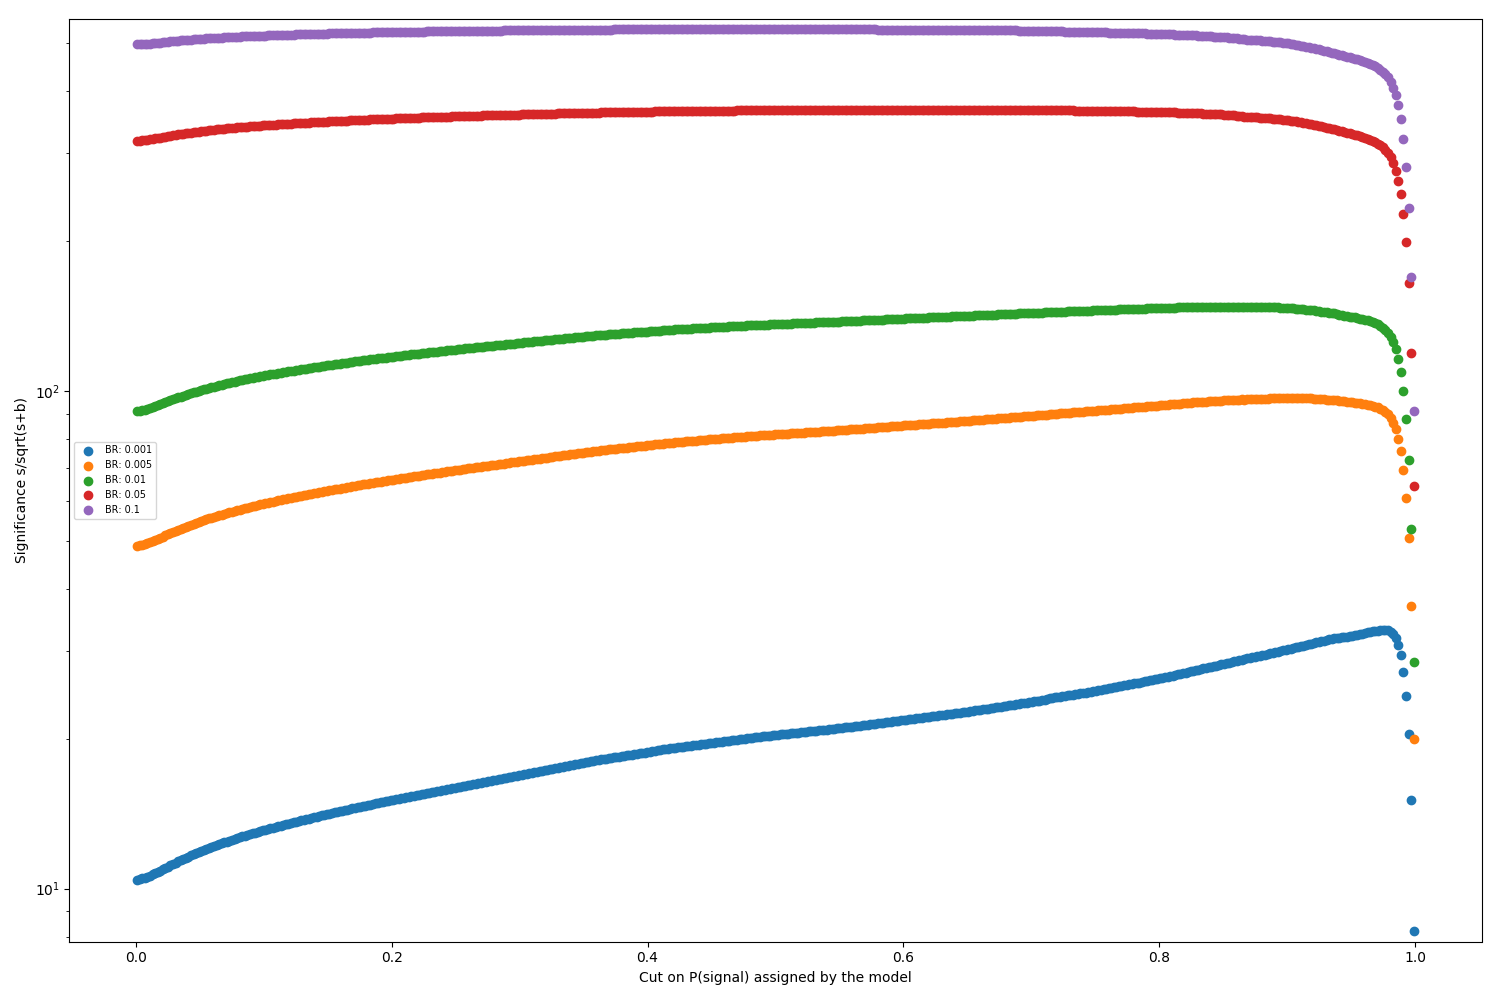 Significance s/sqrt(s+b)
10²
10¹
BR: 0.001
BR: 0.005
BR: 0.01
BR: 0.05
BR: 0.1
0.0 0.2 0.4 0.6 0.8 1.0
Cut on P(signal) assigned by the model